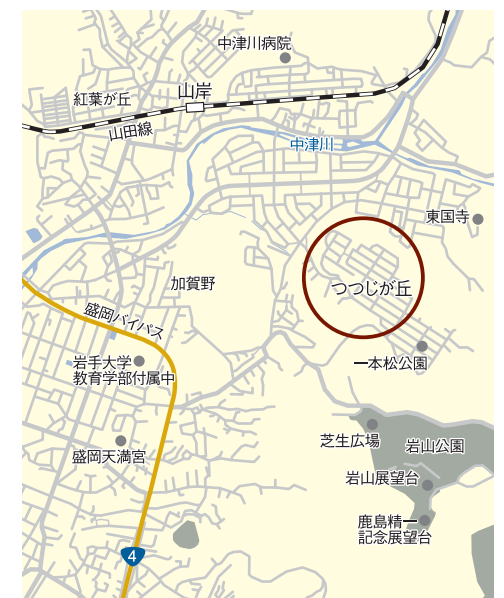 中津川病院
山岸
紅葉が丘
山田線
中津川
東国寺
加賀野
つつじが丘
盛岡バイパス
岩手大学
教育学部付属中
一本松公園
芝生広場
岩山公園
盛岡天満宮
岩山展望台
鹿島精一
記念展望台
4